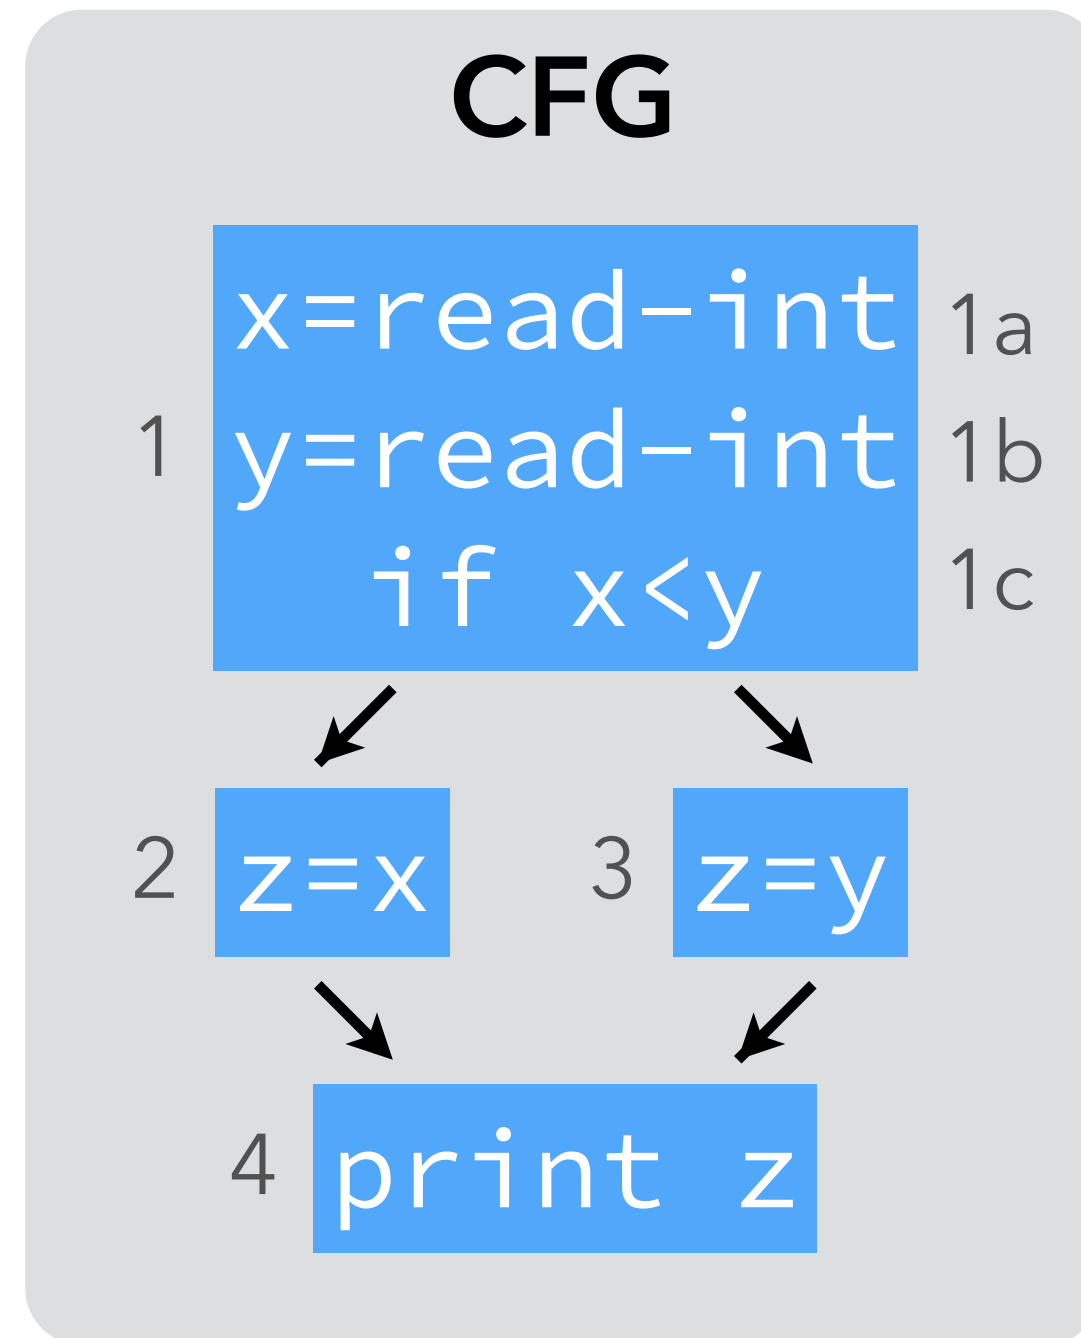 CFG
x=read-int 1a
1 y=read-int 1b
if x<y 1c
2 z=x 3 z=y
4 print z